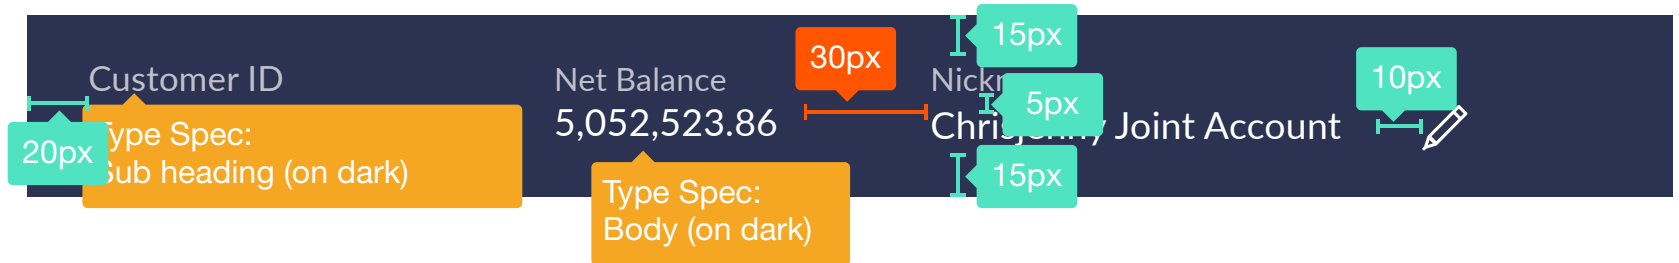 15px
30px
Customer ID
Net Balance
10px
5px
5,052,523.86
Joint Account
20px
Type Spec:
Sub heading (on dark)
15px
Type Spec:
Body (on dark)